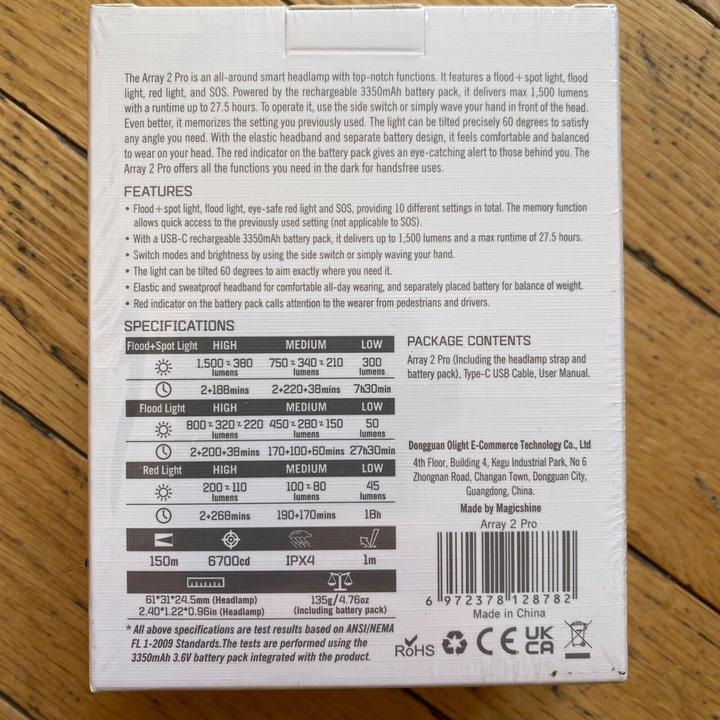 The Array 2 Pro is an all-around smart headlamp with top-notch functions. It features a flood+spot light, flood
light, red light, and SOS. Powered by the rechargeable 3350mAh battery pack, it delivers max 1,500 lumens
with a runtime up to 27.5 hours. To operate it, use the side switch or simply wave your hand in front of the head.
Even better, it memorizes the setting you previously used. The light can be tilted precisely 60 degrees to satisfy
any angle you need. With the elastic headband and separate battery design, it feels comfortable and balanced
to wear on your head. The red indicator on the battery pack gives an eye-catching alert to those behind you. The
Array 2 Pro offers all the functions you need in the dark for handsfree uses.
FEATURES
• Flood+spot light, flood light, eye-safe red light and SOS, providing 10 different settings in total. The memory function
allows quick access to the previously used setting (not applicable to SOS).
• With a USB-C rechargeable 3350mAh battery pack, it delivers up to 1,500 lumens and a max runtime of 27.5 hours.
• Switch modes and brightness by using the side switch or simply waving your hand.
• The light can be tilted 60 degrees to aim exactly where you need it.
• Elastic and sweatproof headband for comfortable all-day wearing, and separately placed battery for balance of weight.
• Red indicator on the battery pack calls attention to the wearer from pedestrians and drivers.
SPECIFICATIONS
Flood+Spot Light HIGH MEDIUM LOW
1,500 ~ 380 750 ~ 340 ~ 210 300
lumens lumens lumens
2+188mins 2+220+38mins 7h30min
Flood Light HIGH MEDIUM LOW
800 ~ 320 ~ 220 450 ~ 280 ~ 150 50
lumens lumens lumens
2+200+38mins 170+100+60mins 27h30min
Red Light HIGH MEDIUM LOW
200 ~ 110 100 ~ 80 45
lumens lumens lumens
2+268mins 190+170mins 18h
150m 6700cd IPX4 1m
61*31*24.5mm (Headlamp) 135g/4.76oz
2.40*1.22*0.96in (Headlamp) (Including battery pack)
* All above specifications are test results based on ANSI/NEMA
FL 1-2009 Standards.The tests are performed using the
3350mAh 3.6V battery pack integrated with the product.
PACKAGE CONTENTS
Array 2 Pro (Including the headlamp strap and
battery pack), Type-C USB Cable, User Manual.
Dongguan Olight E-Commerce Technology Co., Ltd
4th Floor, Building 4, Kegu Industrial Park, No 6
Zhongnan Road, Changan Town, Dongguan City,
Guangdong, China.
Made by Magicshine
Array 2 Pro
6 972378 128782
Made in China
RoHS CE UK
CA